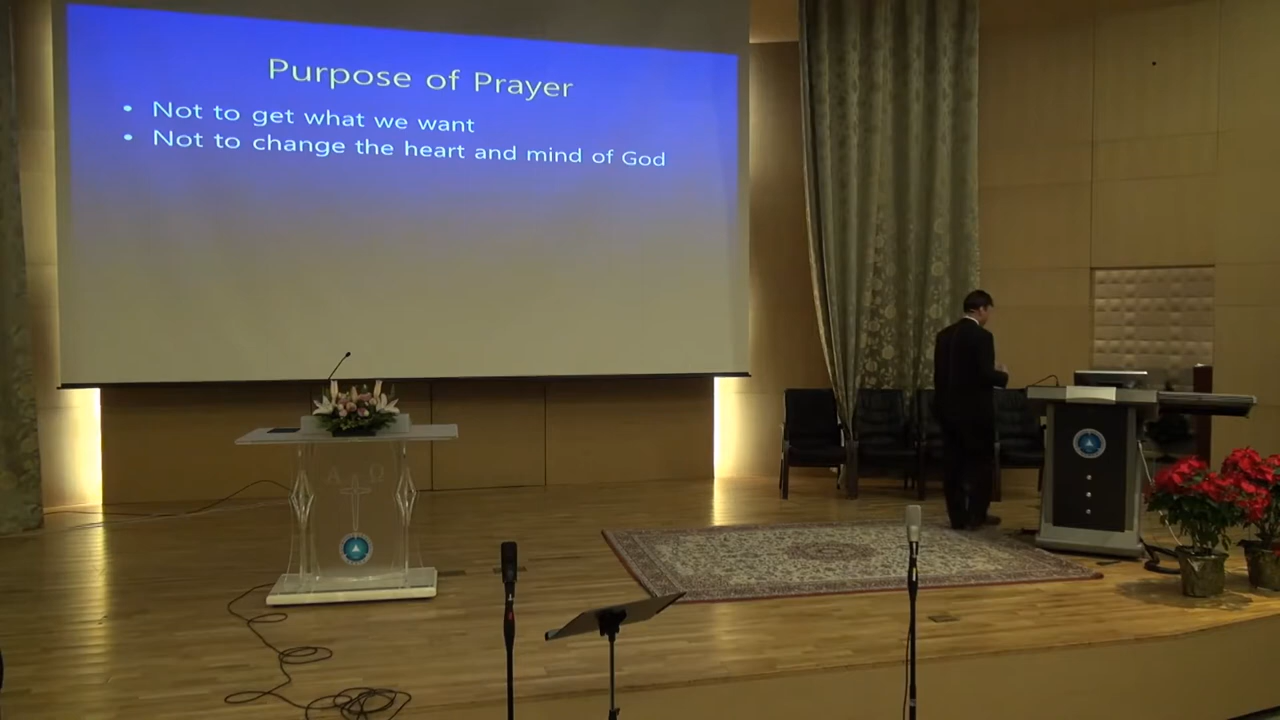 Purpose of Prayer
• Not to get what we want
• Not to change the heart and mind of God
Α Ω